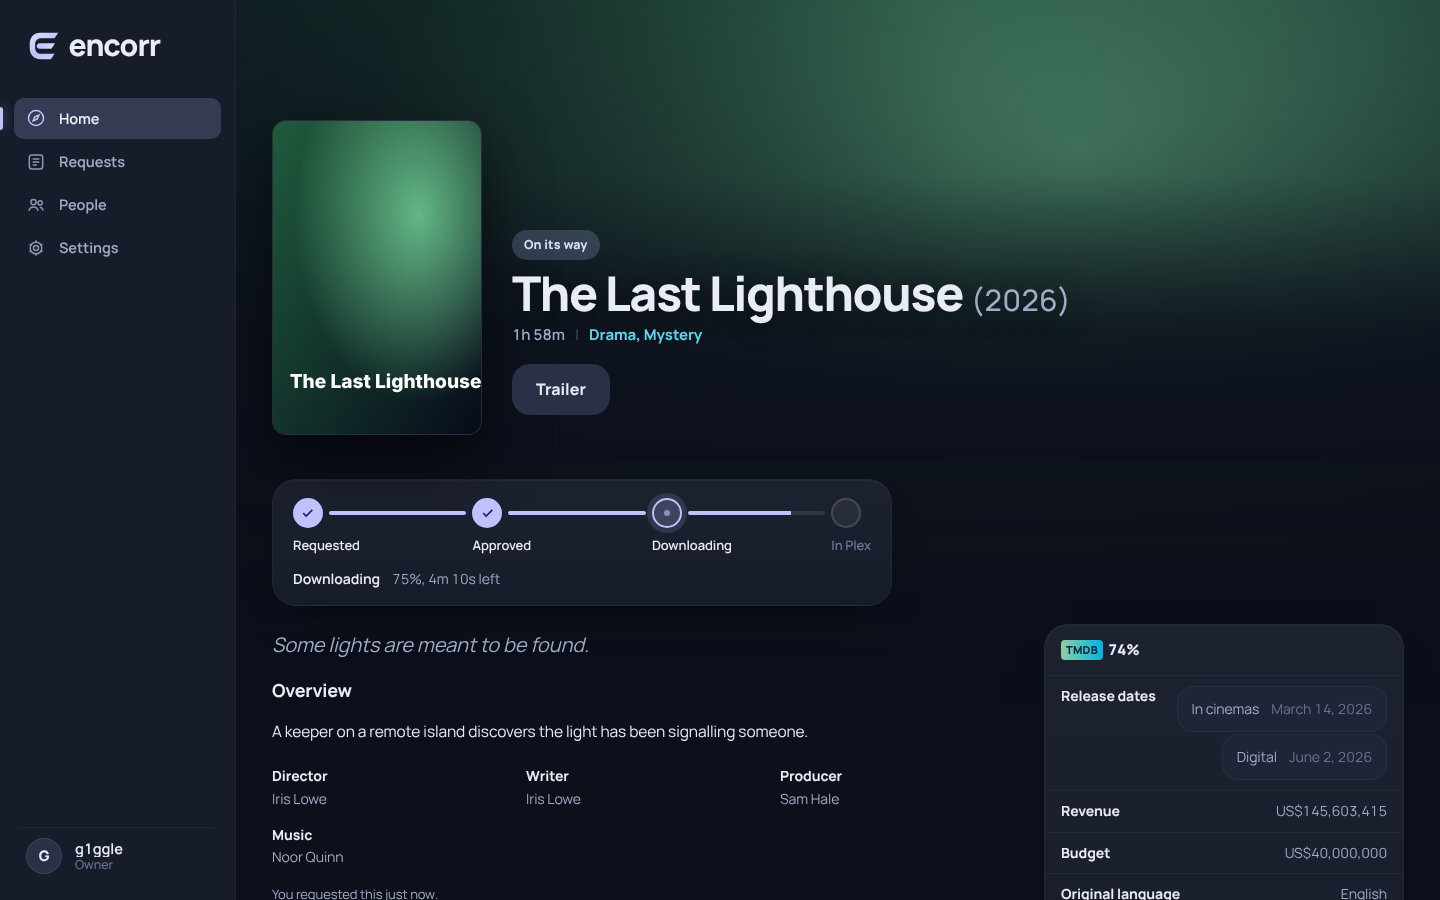 encorr
Home
Requests
People
Settings
g1ggle
Owner
G
The Last Lighthouse
On its way
The Last Lighthouse (2026)
1h 58m | Drama, Mystery
Trailer
Requested
Approved
Downloading
In Plex
Downloading 75%, 4m 10s left
Some lights are meant to be found.
Overview
A keeper on a remote island discovers the light has been signalling someone.
Director
Iris Lowe
Writer
Iris Lowe
Producer
Sam Hale
Music
Noor Quinn
You requested this just now.
TMDB 74%
Release dates
In cinemas March 14, 2026
Digital June 2, 2026
Revenue US$145,603,415
Budget US$40,000,000
Original language English